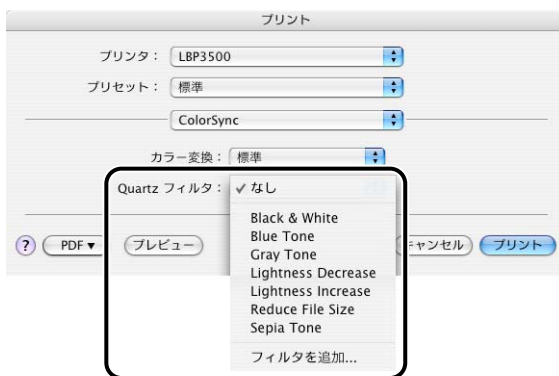 プリント
プリンタ： LBP3500
プリセット： 標準
ColorSync
カラー変換： 標準
Quartz フィルタ： ✓ なし
Black & White
Blue Tone
Gray Tone
Lightness Decrease
Lightness Increase
Reduce File Size
Sepia Tone
フィルタを追加...
? PDF▼ プレビュー キャンセル プリント